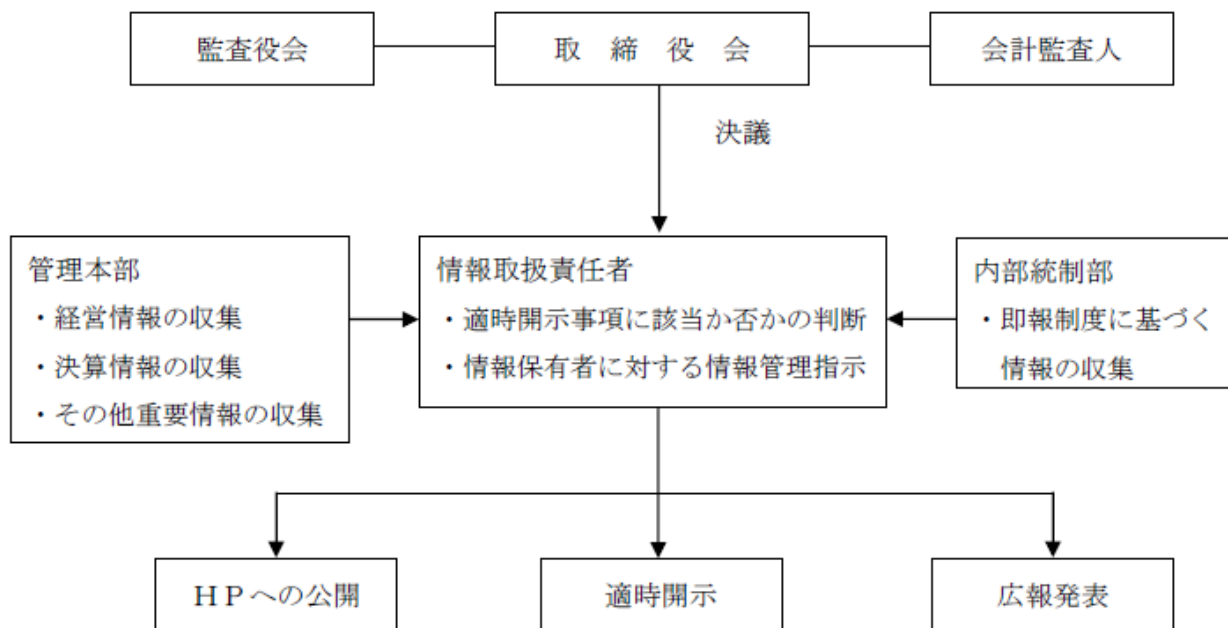 監査役会
取　締　役　会
会計監査人
決議
管理本部
・経営情報の収集
・決算情報の収集
・その他重要情報の収集
情報取扱責任者
・適時開示事項に該当か否かの判断
・情報保有者に対する情報管理指示
内部統制部
・即報制度に基づく
情報の収集
ＨＰへの公開
適時開示
広報発表